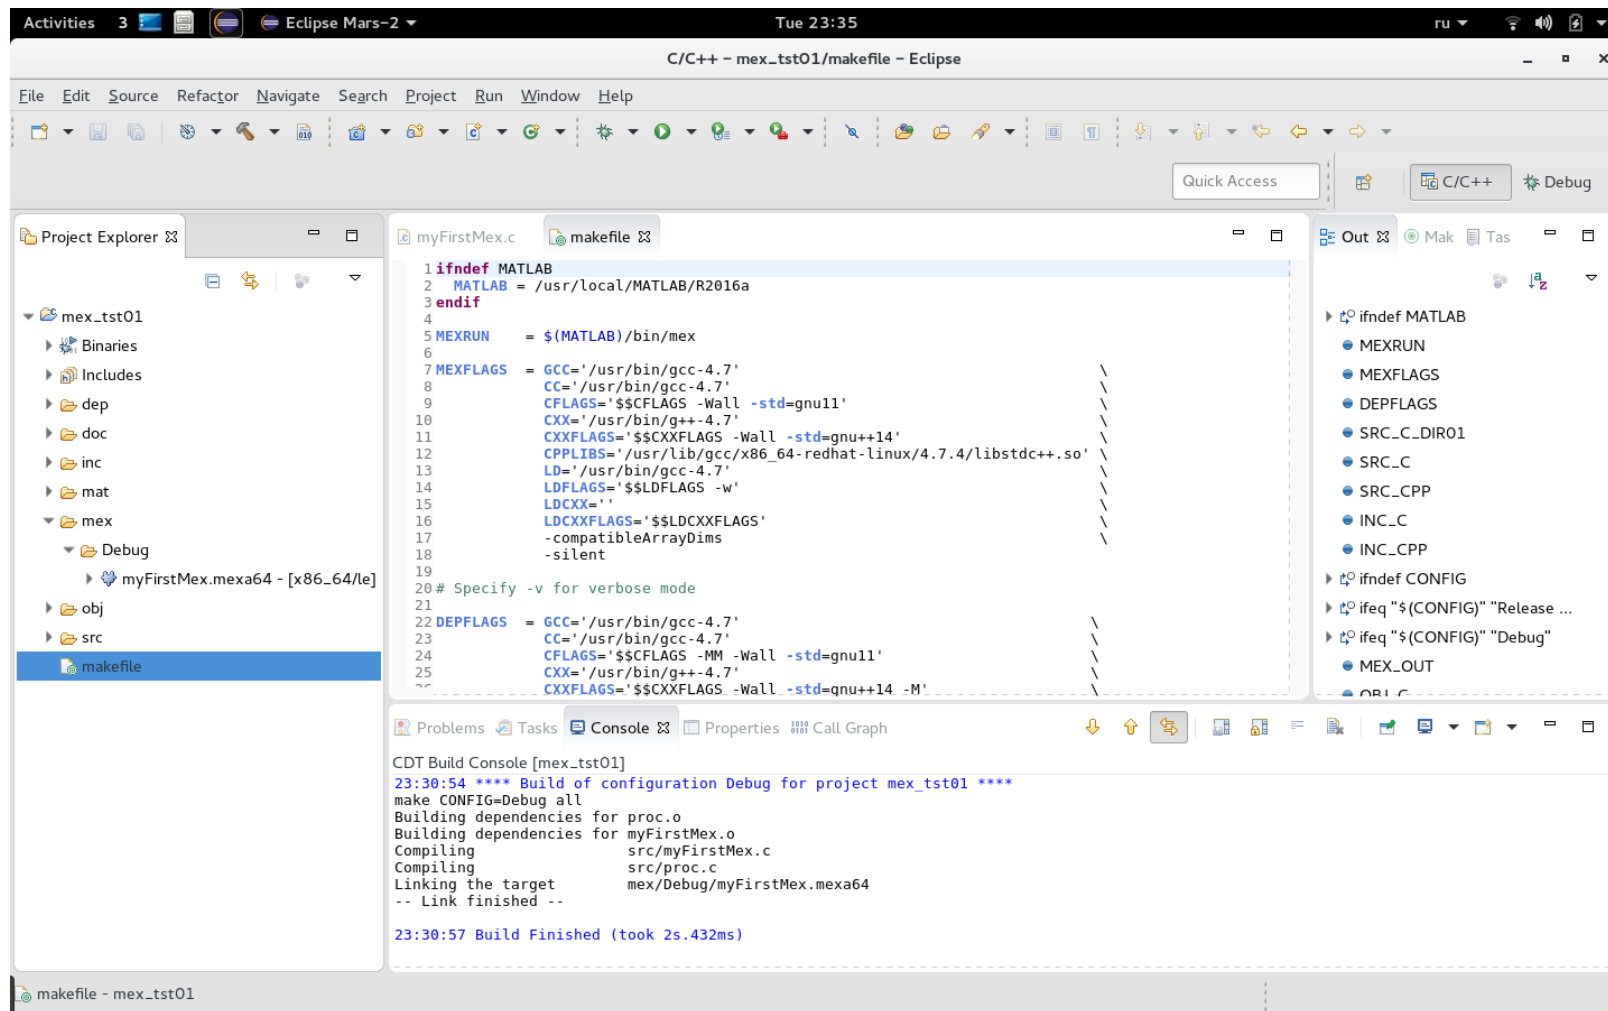 Activities 3 Eclipse Mars-2 Tue 23:35 ru
C/C++ - mex_tst01/makefile - Eclipse
File Edit Source Refactor Navigate Search Project Run Window Help
Quick Access C/C++ Debug
Project Explorer
mex_tst01
Binaries
Includes
dep
doc
inc
mat
mex
Debug
myFirstMex.mexa64 - [x86_64/le]
obj
src
makefile
myFirstMex.c makefile
1 ifndef MATLAB
2   MATLAB = /usr/local/MATLAB/R2016a
3 endif
4
5 MEXRUN    = $(MATLAB)/bin/mex
6
7 MEXFLAGS  = GCC='/usr/bin/gcc-4.7' \
8             CC='/usr/bin/gcc-4.7' \
9             CFLAGS='$$CFLAGS -Wall -std=gnu11' \
10            CXX='/usr/bin/g++-4.7' \
11            CXXFLAGS='$$CXXFLAGS -Wall -std=gnu++14' \
12            CPPLIBS='/usr/lib/gcc/x86_64-redhat-linux/4.7.4/libstdc++.so' \
13            LD='/usr/bin/gcc-4.7' \
14            LDFLAGS='$$LDFLAGS -w' \
15            LDCXX='' \
16            LDCXXFLAGS='$$LDCXXFLAGS' \
17            -compatibleArrayDims \
18            -silent
19
20 # Specify -v for verbose mode
21
22 DEPFLAGS  = GCC='/usr/bin/gcc-4.7' \
23            CC='/usr/bin/gcc-4.7' \
24            CFLAGS='$$CFLAGS -MM -Wall -std=gnu11' \
25            CXX='/usr/bin/g++-4.7' \
26            CXXFLAGS='$$CXXFLAGS -Wall -std=gnu++14 -M' \
Out Mak Tas
ifndef MATLAB
MEXRUN
MEXFLAGS
DEPFLAGS
SRC_C_DIR01
SRC_C
SRC_CPP
INC_C
INC_CPP
ifndef CONFIG
ifeq "$(CONFIG)" "Release ...
ifeq "$(CONFIG)" "Debug"
MEX_OUT
OBJ_C
Problems Tasks Console Properties Call Graph
CDT Build Console [mex_tst01]
23:30:54 **** Build of configuration Debug for project mex_tst01 ****
make CONFIG=Debug all
Building dependencies for proc.o
Building dependencies for myFirstMex.o
Compiling                 src/myFirstMex.c
Compiling                 src/proc.c
Linking the target        mex/Debug/myFirstMex.mexa64
-- Link finished --
23:30:57 Build Finished (took 2s.432ms)
makefile - mex_tst01